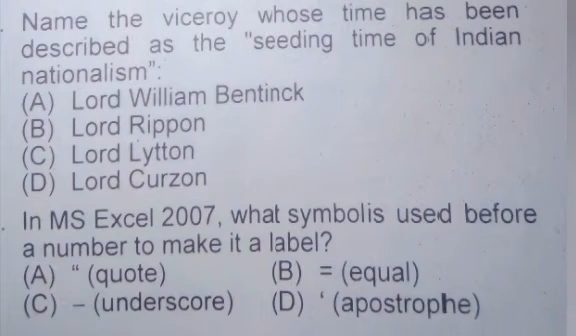 Name the viceroy whose time has been
described as the "seeding time of Indian
nationalism":
(A) Lord William Bentinck
(B) Lord Rippon
(C) Lord Lytton
(D) Lord Curzon
. In MS Excel 2007, what symbolis used before
a number to make it a label?
(A) “ (quote) (B) = (equal)
(C) – (underscore) (D) ‘ (apostrophe)